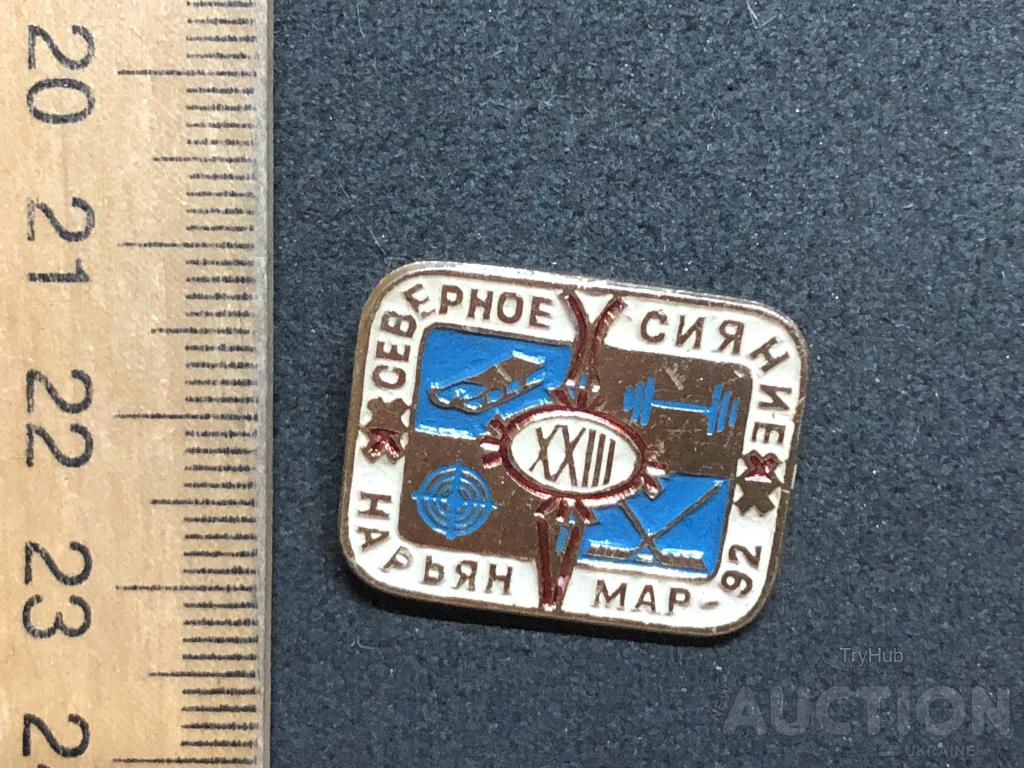 20
21
22
23
СЕВЕРНОЕ СИЯНИЕ
XXIII
НАРЬЯН МАР-92
TryHub
AUCTION
UKRAINE